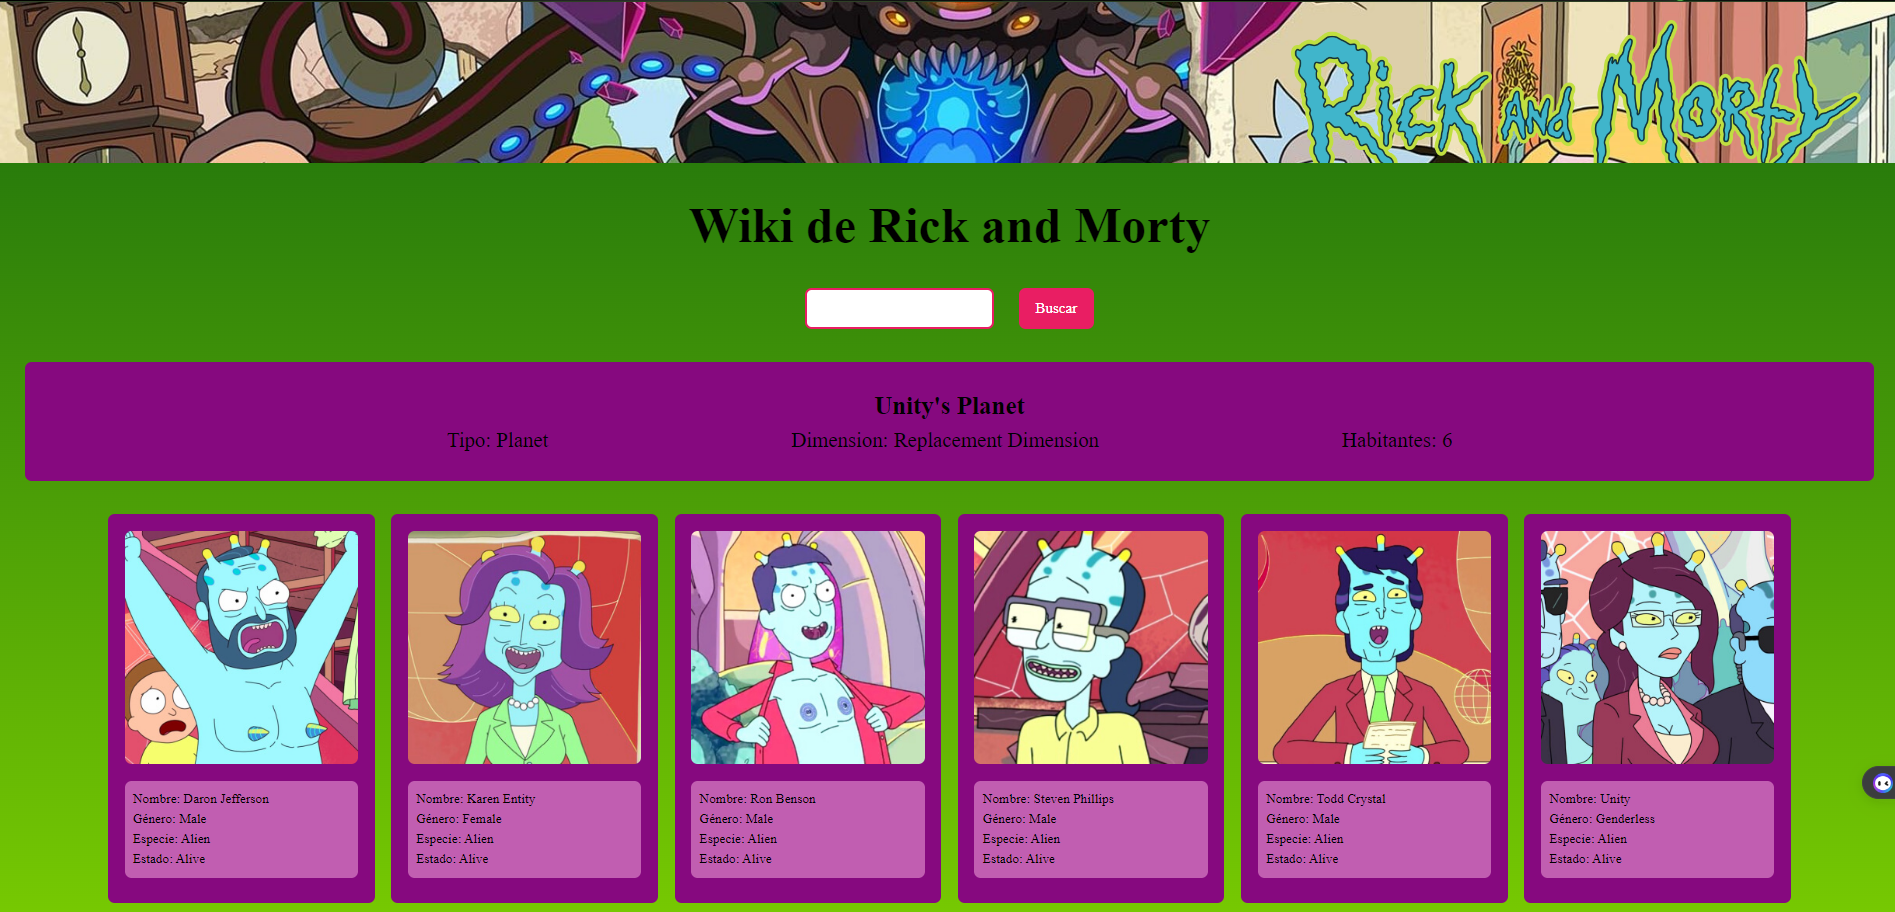 Rick and Morty
Wiki de Rick and Morty
Buscar
Unity's Planet
Tipo: Planet
Dimension: Replacement Dimension
Habitantes: 6
Nombre: Daron Jefferson
Género: Male
Especie: Alien
Estado: Alive
Nombre: Karen Entity
Género: Female
Especie: Alien
Estado: Alive
Nombre: Ron Benson
Género: Male
Especie: Alien
Estado: Alive
Nombre: Steven Phillips
Género: Male
Especie: Alien
Estado: Alive
Nombre: Todd Crystal
Género: Male
Especie: Alien
Estado: Alive
Nombre: Unity
Género: Genderless
Especie: Alien
Estado: Alive